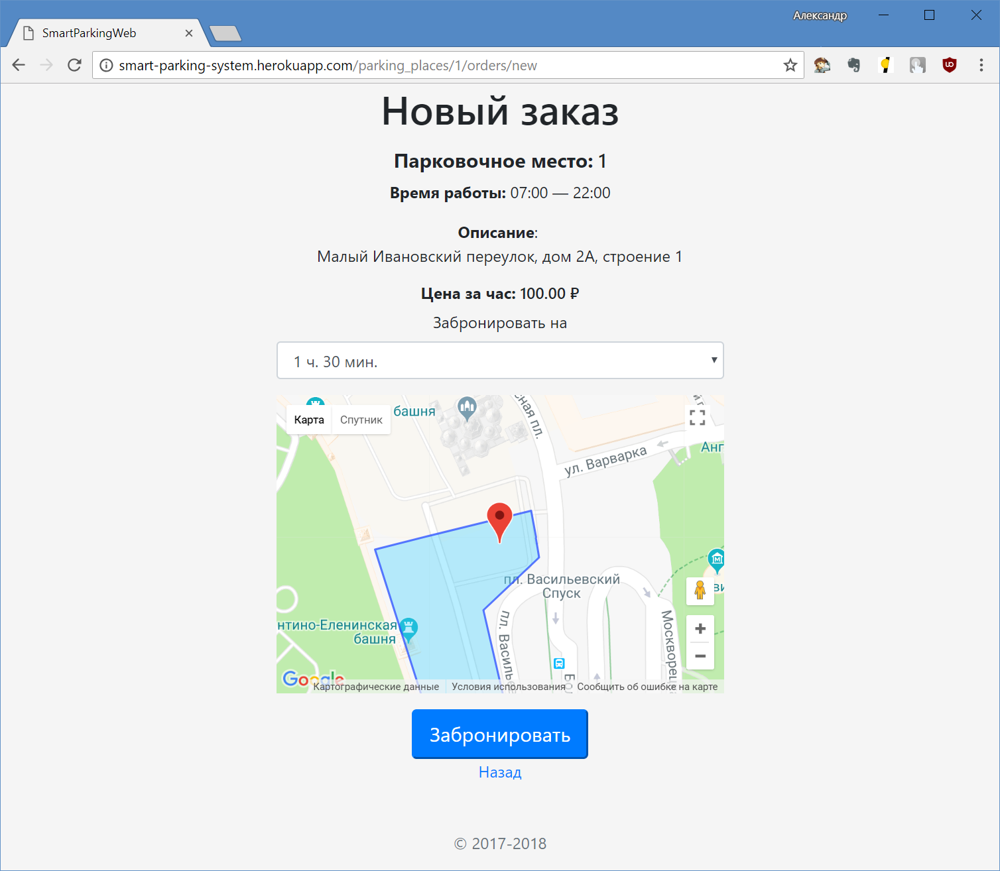 Александр
SmartParkingWeb
smart-parking-system.herokuapp.com/parking_places/1/orders/new
Новый заказ
Парковочное место: 1
Время работы: 07:00 — 22:00
Описание:
Малый Ивановский переулок, дом 2А, строение 1
Цена за час: 100.00 ₽
Забронировать на
1 ч. 30 мин.
Карта
Спутник
башня
сная пл.
ул. Варварка
Анг
пл. Васильевский
Спуск
нтино-Еленинская
башня
пл. Василье
Москворец
Бол
Google
Картографические данные
Условия использования
Сообщить об ошибке на карте
Забронировать
Назад
© 2017-2018